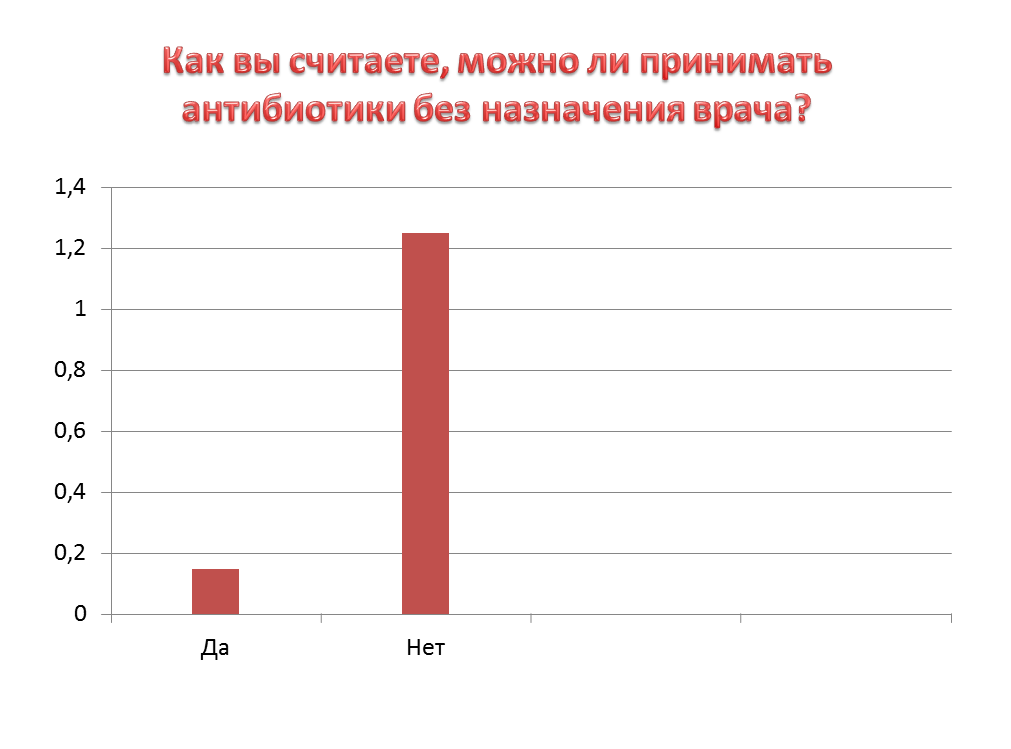 Как вы считаете, можно ли принимать
антибиотики без назначения врача?
1,4
1,2
1
0,8
0,6
0,4
0,2
0
Да Нет